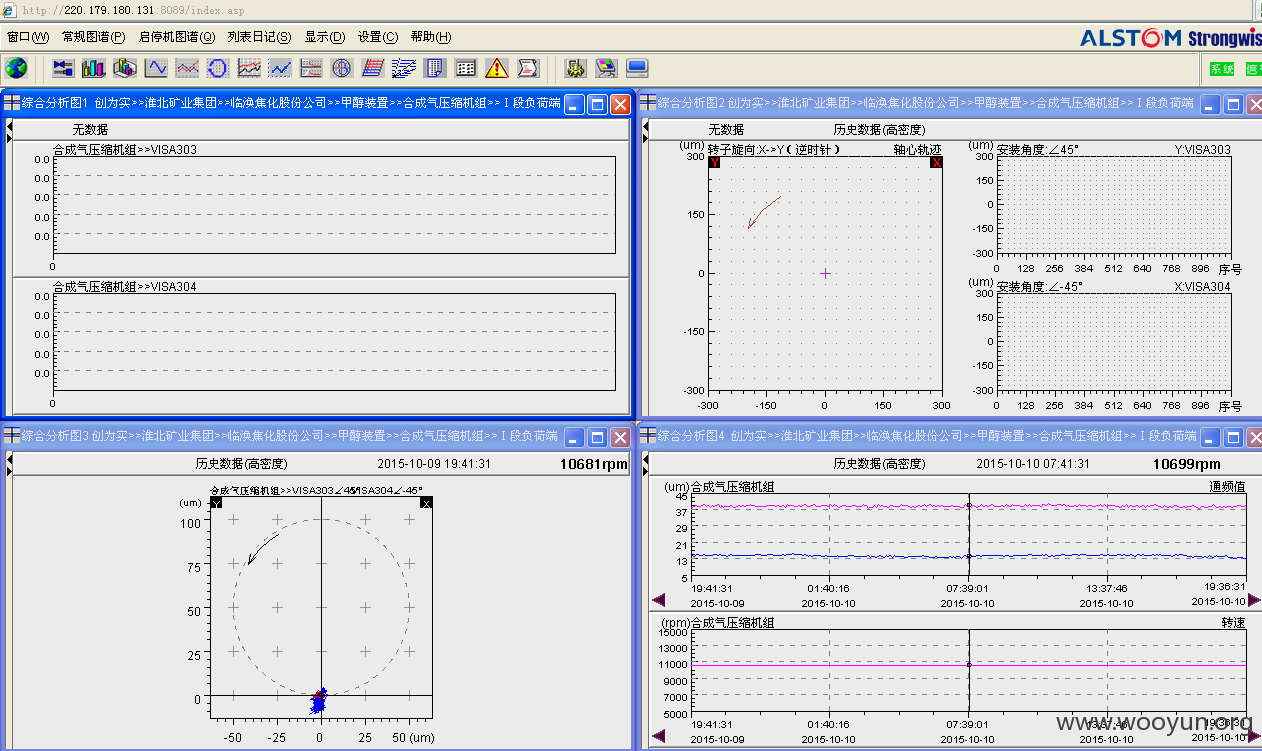 http://220.179.180.131:8089/index.asp
窗口(W) 常规图谱(P) 启停机图谱(Q) 列表日记(S) 显示(D) 设置(C) 帮助(H)
ALSTOM Strongwis
系统 信
综合分析图1 创为实>>淮北矿业集团>>临涣焦化股份公司>>甲醇装置>>合成气压缩机组>>I段负荷端
无数据
合成气压缩机组>>VISA303
0.0
0.0
0.0
0.0
0.0
0
合成气压缩机组>>VISA304
0.0
0.0
0.0
0.0
0.0
0
综合分析图2 创为实>>淮北矿业集团>>临涣焦化股份公司>>甲醇装置>>合成气压缩机组>>I段负荷端
无数据 历史数据(高密度)
(um) 转子旋向:X->Y(逆时针) 轴心轨迹
Y X
300
150
0
-150
-300
-300 -150 0 150 300
(um) 安装角度:∠45° Y:VISA303
300
150
0
-150
-300
0 128 256 384 512 640 768 896 序号
(um) 安装角度:∠-45° X:VISA304
300
150
0
-150
-300
0 128 256 384 512 640 768 896 序号
综合分析图3 创为实>>淮北矿业集团>>临涣焦化股份公司>>甲醇装置>>合成气压缩机组>>I段负荷端
历史数据(高密度) 2015-10-09 19:41:31 10681rpm
合成气压缩机组>>VISA303∠45°VISA304∠-45°
(um) Y X
100
75
50
25
0
-50 -25 0 25 50 (um)
综合分析图4 创为实>>淮北矿业集团>>临涣焦化股份公司>>甲醇装置>>合成气压缩机组>>I段负荷端
历史数据(高密度) 2015-10-10 07:41:31 10699rpm
(um)合成气压缩机组 通频值
45
37
29
21
13
5
19:41:31 01:40:16 07:39:01 13:37:46 19:36:31
2015-10-09 2015-10-10 2015-10-10 2015-10-10 2015-10-10
(rpm)合成气压缩机组 转速
15000
13000
11000
9000
7000
5000
19:41:31 01:40:16 07:39:01 13:37:46 19:36:31
2015-10-09 2015-10-10 2015-10-10 2015-10-10 2015-10-10
www.wooyun.org